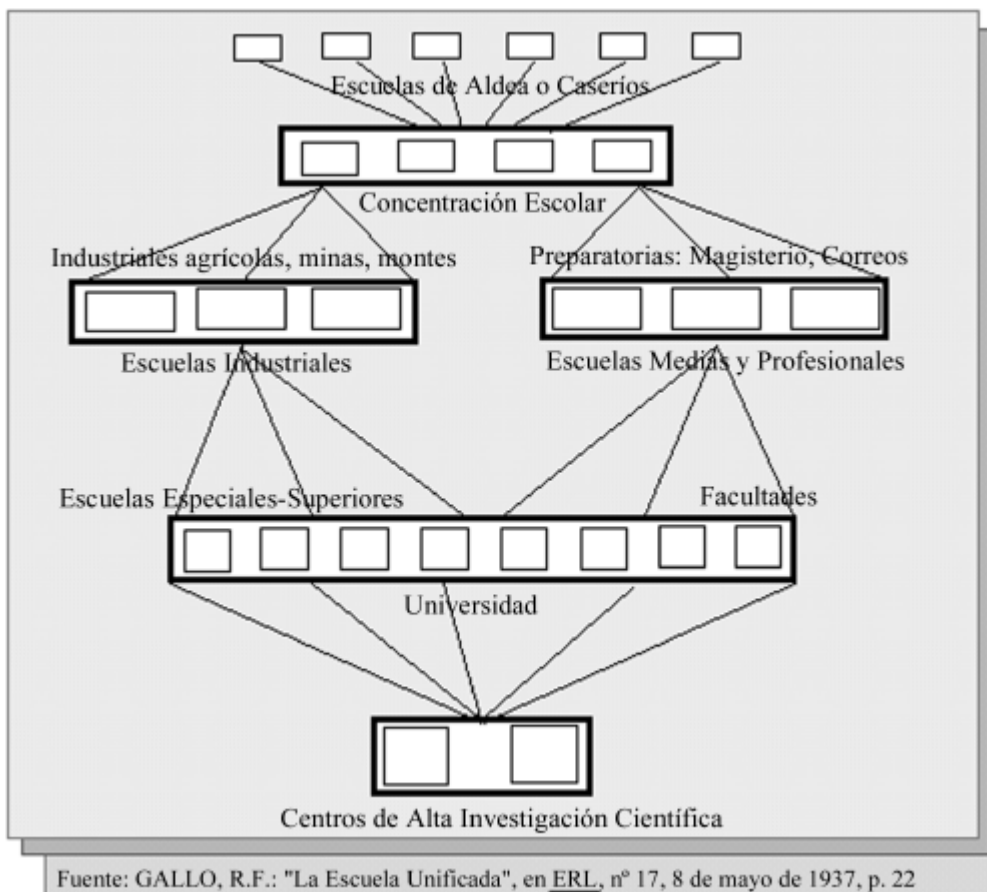 Escuelas de Aldea o Caseríos
Concentración Escolar
Industriales agrícolas, minas, montes
Preparatorias: Magisterio, Correos
Escuelas Industriales
Escuelas Medias y Profesionales
Escuelas Especiales-Superiores
Facultades
Universidad
Centros de Alta Investigación Científica
Fuente: GALLO, R.F.: "La Escuela Unificada", en ERL, nº 17, 8 de mayo de 1937, p. 22